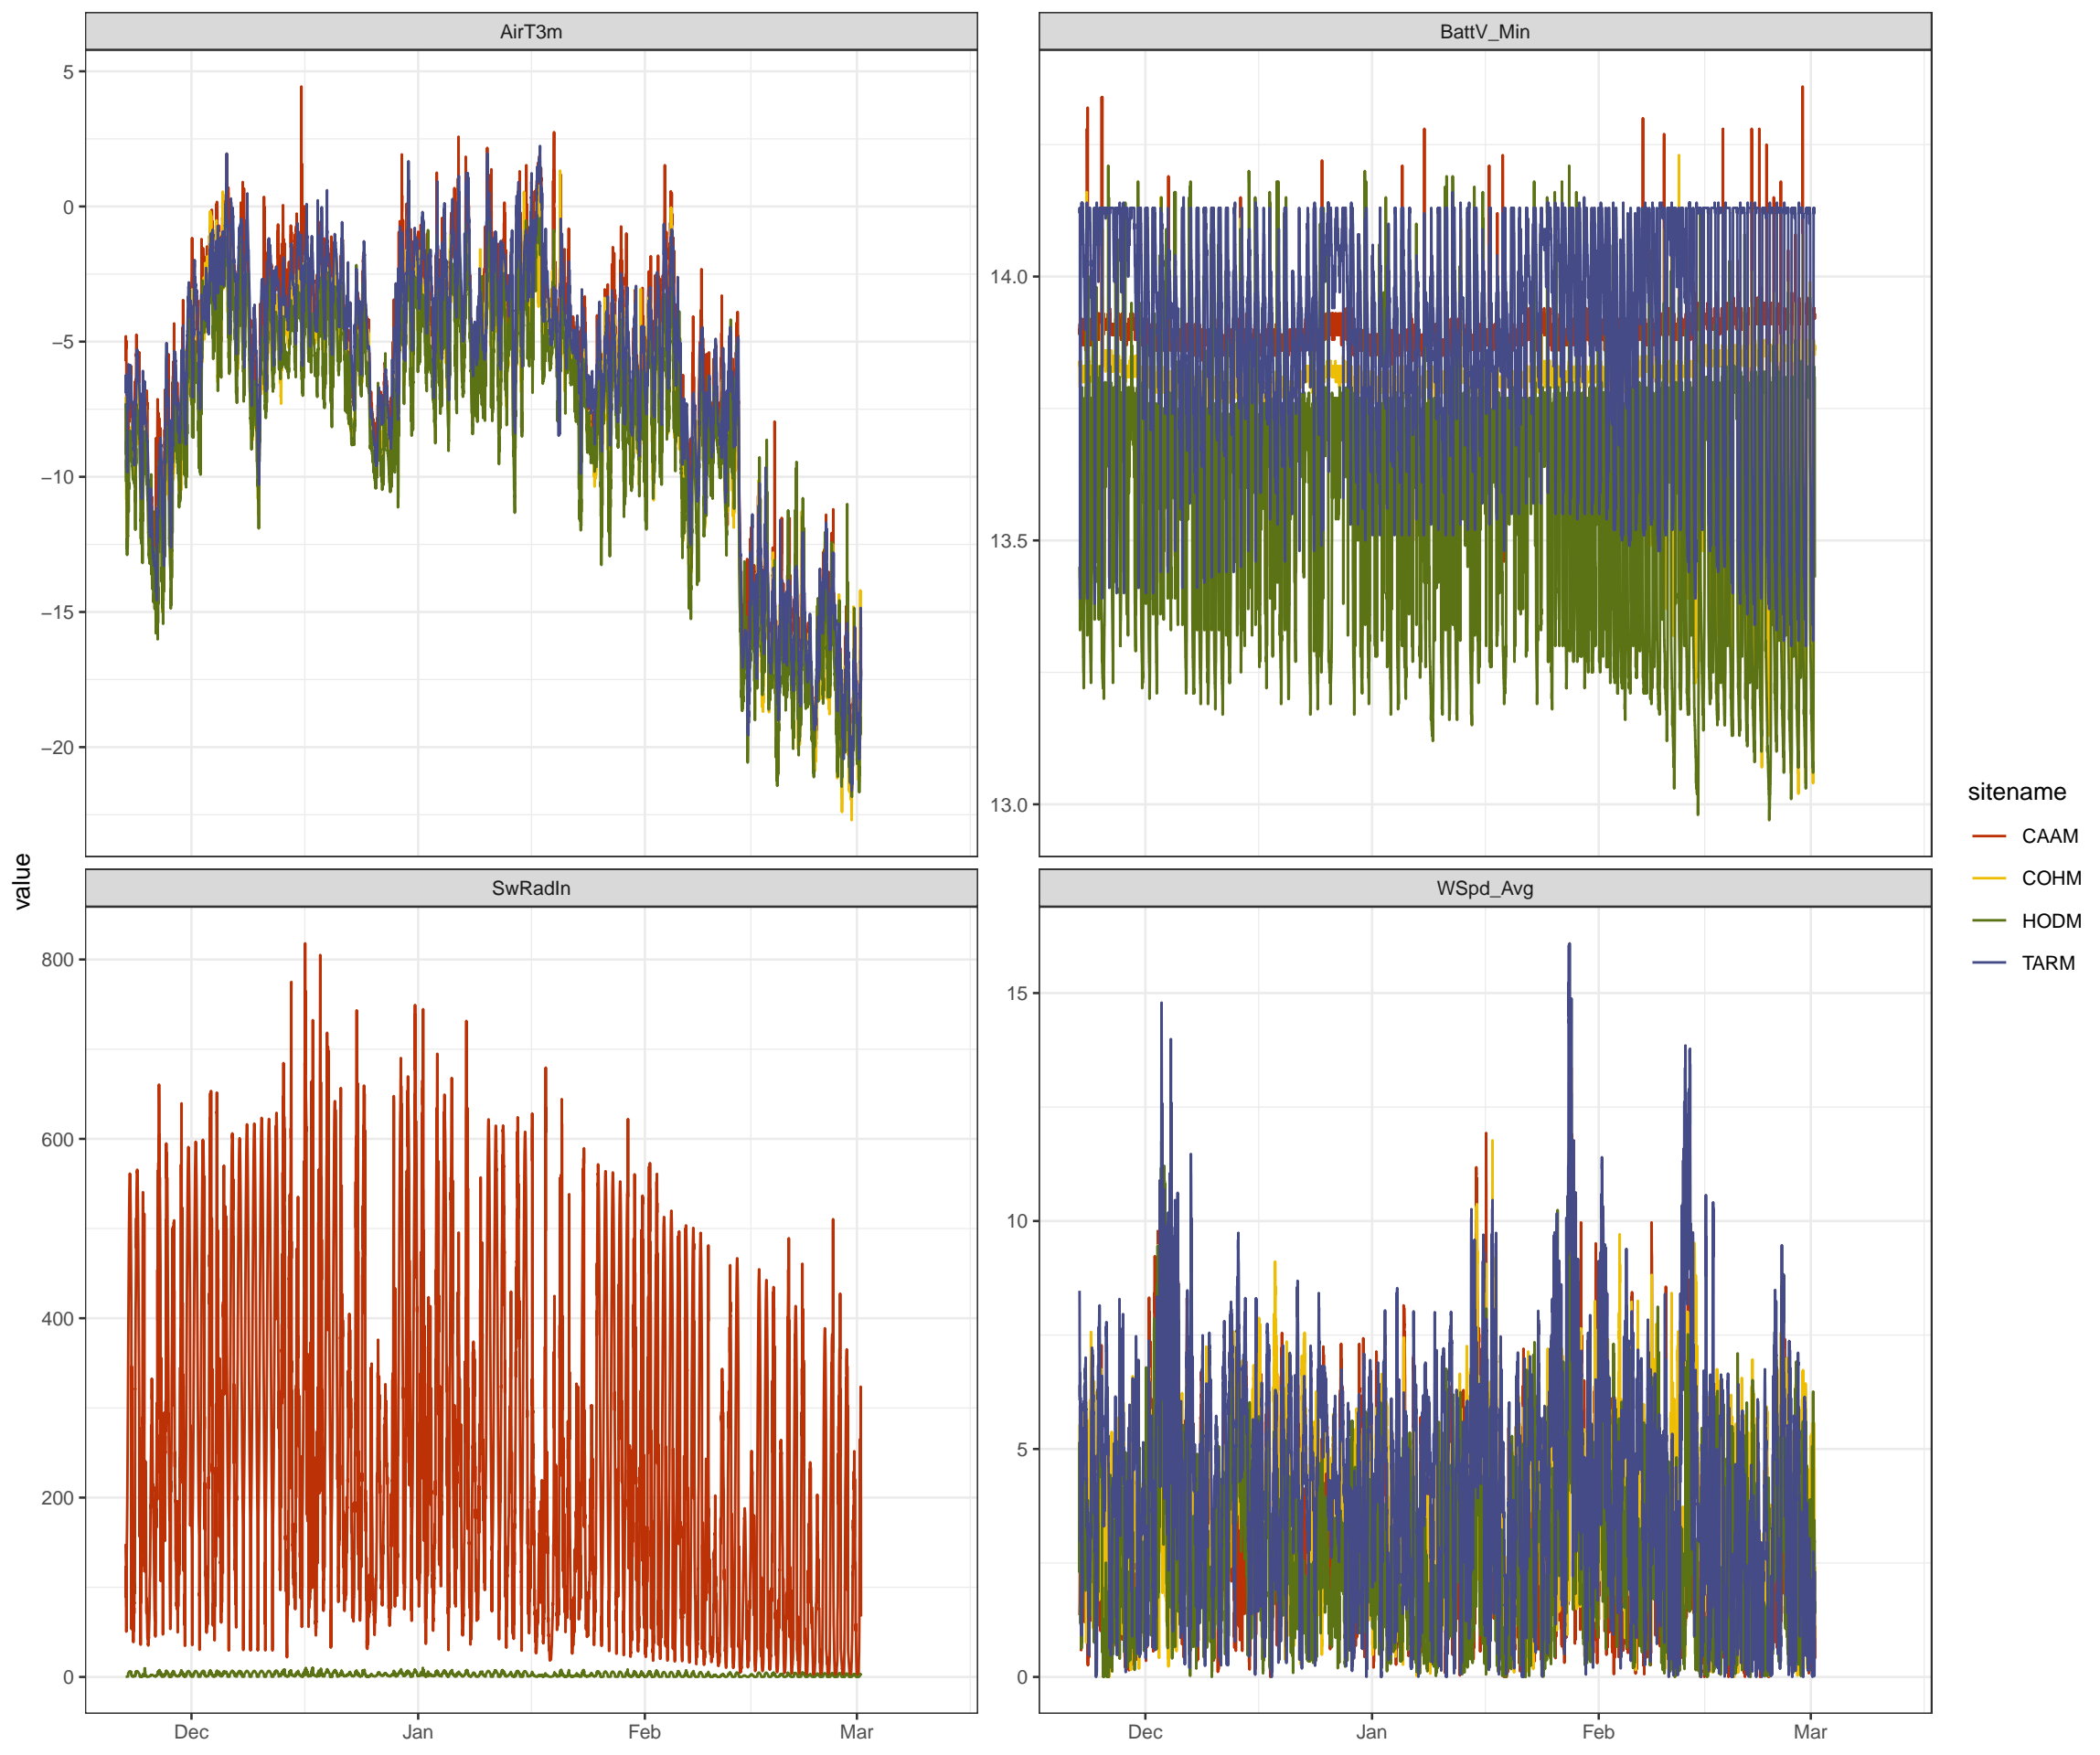 AirT3m
BattV_Min
5
0
−5
−10
−15
−20
14.0
13.5
13.0
value
SwRadIn
WSpd_Avg
800
600
400
200
0
15
10
5
0
Dec Jan Feb Mar
Dec Jan Feb Mar
sitename
CAAM
COHM
HODM
TARM